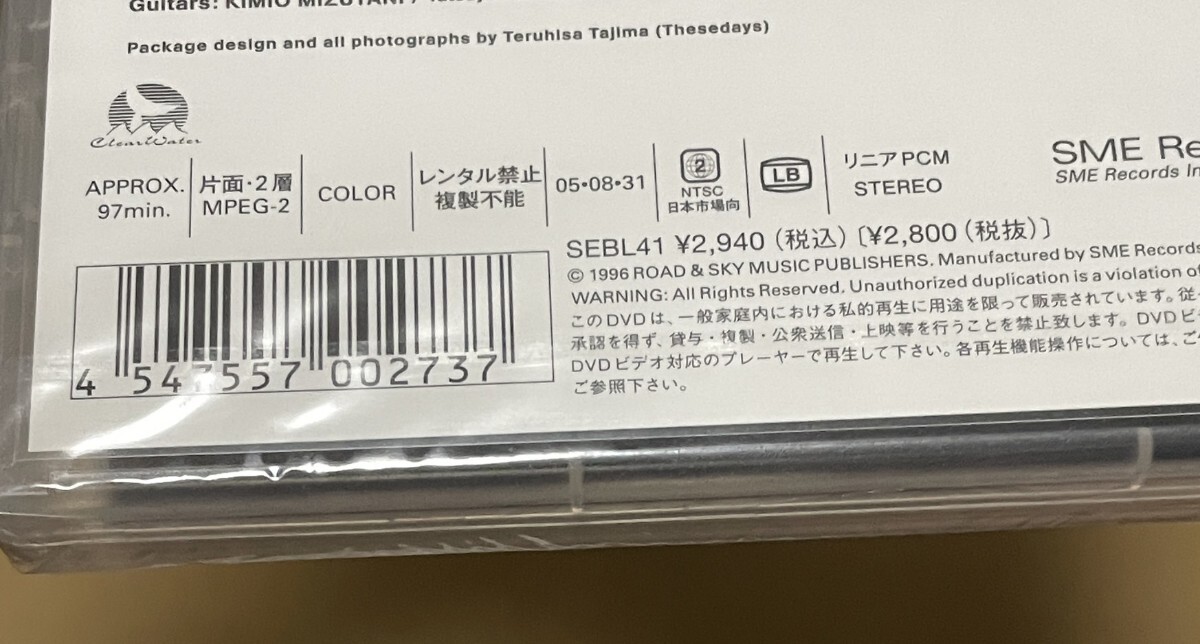 Guitars: KIMIO MIZUTANI /
Package design and all photographs by Teruhisa Tajima (Thesedays)
ClearWater
APPROX.
97min.
片面・2層
MPEG-2
COLOR
レンタル禁止
複製不能
05・08・31
2
NTSC
日本市場向
LB
リニアPCM
STEREO
SME Re
SME Records In
SEBL41 ¥2,940(税込)〔¥2,800(税抜)〕
© 1996 ROAD & SKY MUSIC PUBLISHERS. Manufactured by SME Records
WARNING: All Rights Reserved. Unauthorized duplication is a violation of
このDVDは、一般家庭内における私的再生に用途を限って販売されています。従
承認を得ず、貸与・複製・公衆送信・上映等を行うことを禁止致します。DVDビ
DVDビデオ対応のプレーヤーで再生して下さい。各再生機能操作については、ご
ご参照下さい。
4 547557 002737